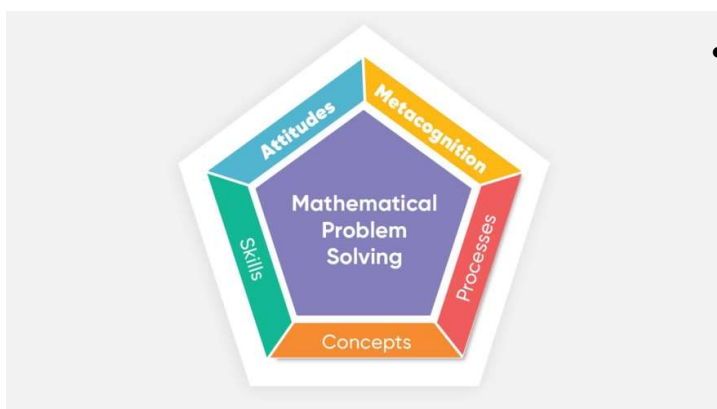 Attitudes
Metacognition
Mathematical
Problem
Solving
Skills
Processes
Concepts